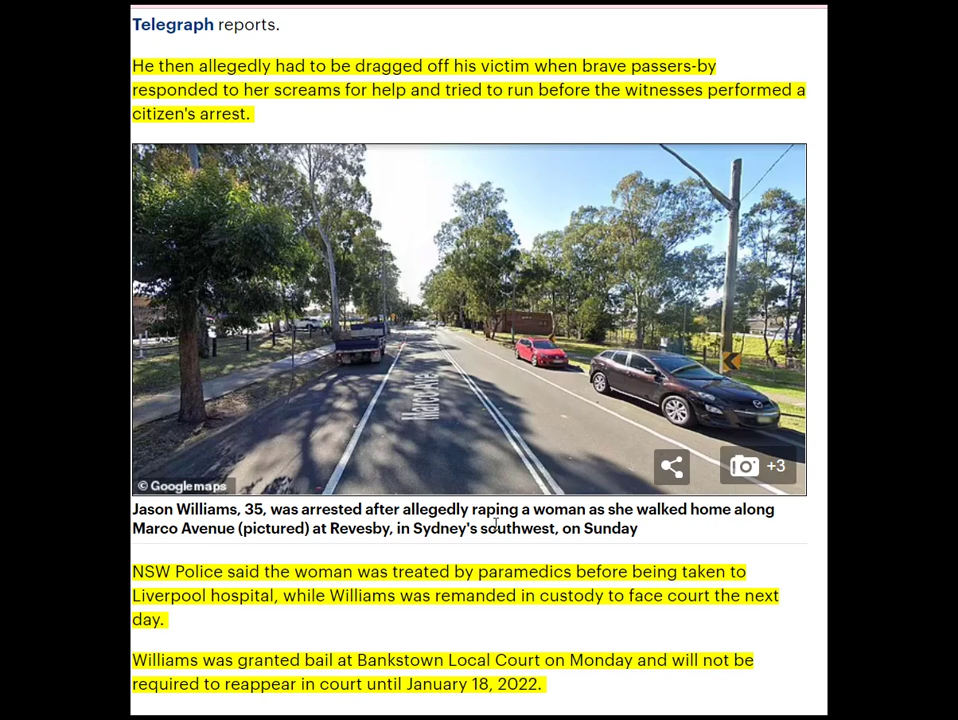 Telegraph reports.
He then allegedly had to be dragged off his victim when brave passers-by
responded to her screams for help and tried to run before the witnesses performed a
citizen's arrest.
Marco Ave
© Google maps
+3
Jason Williams, 35, was arrested after allegedly raping a woman as she walked home along
Marco Avenue (pictured) at Revesby, in Sydney's southwest, on Sunday
NSW Police said the woman was treated by paramedics before being taken to
Liverpool hospital, while Williams was remanded in custody to face court the next
day.
Williams was granted bail at Bankstown Local Court on Monday and will not be
required to reappear in court until January 18, 2022.